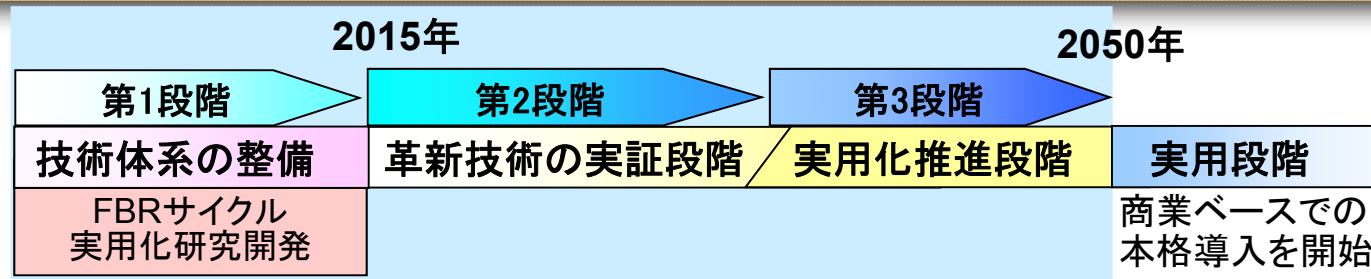 2015年
2050年
第1段階
第2段階
第3段階
技術体系の整備
革新技術の実証段階
実用化推進段階
実用段階
FBRサイクル
実用化研究開発
商業ベースでの
本格導入を開始